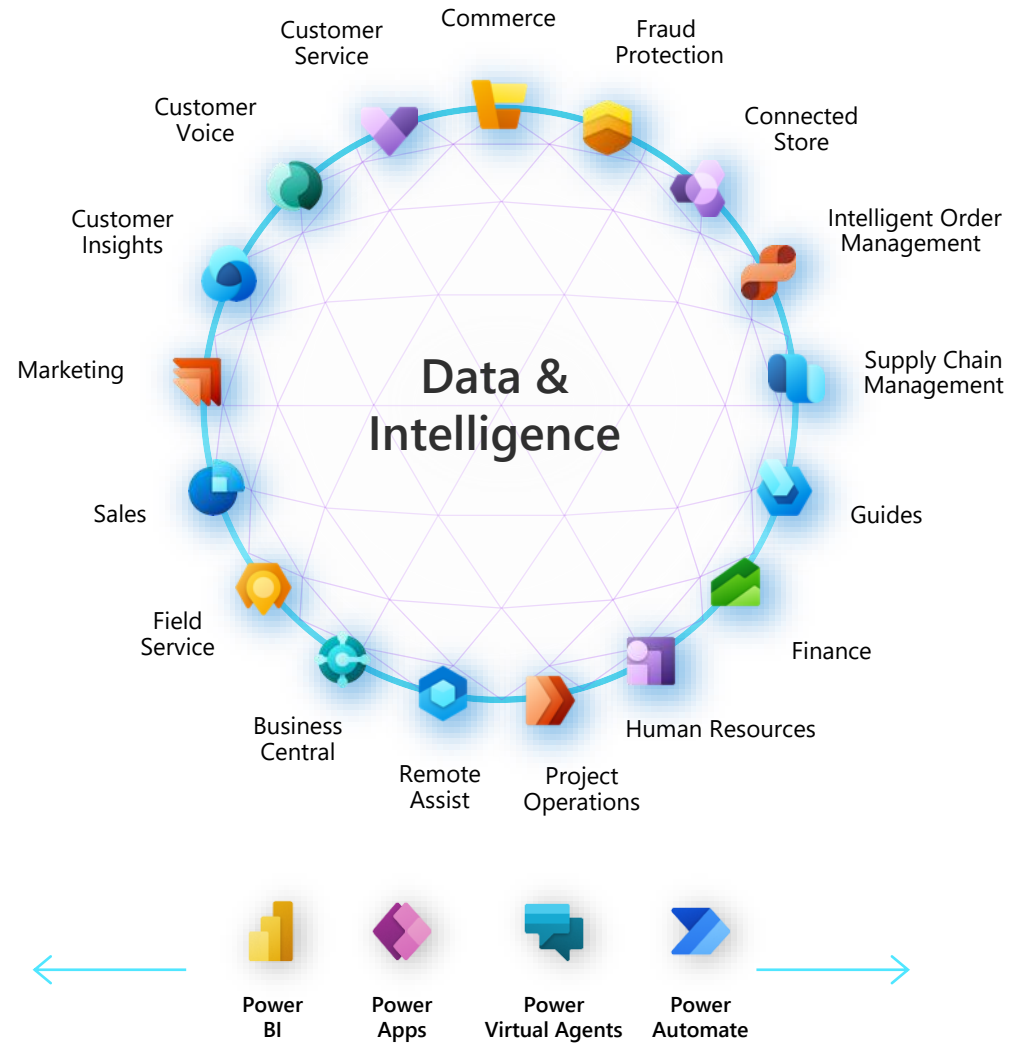 Commerce
Customer
Service
Fraud
Protection
Customer
Voice
Connected
Store
Customer
Insights
Intelligent Order
Management
Marketing
Supply Chain
Management
Data &
Intelligence
Sales
Guides
Field
Service
Finance
Business
Central
Human Resources
Remote
Assist
Project
Operations
Power
BI
Power
Apps
Power
Virtual Agents
Power
Automate